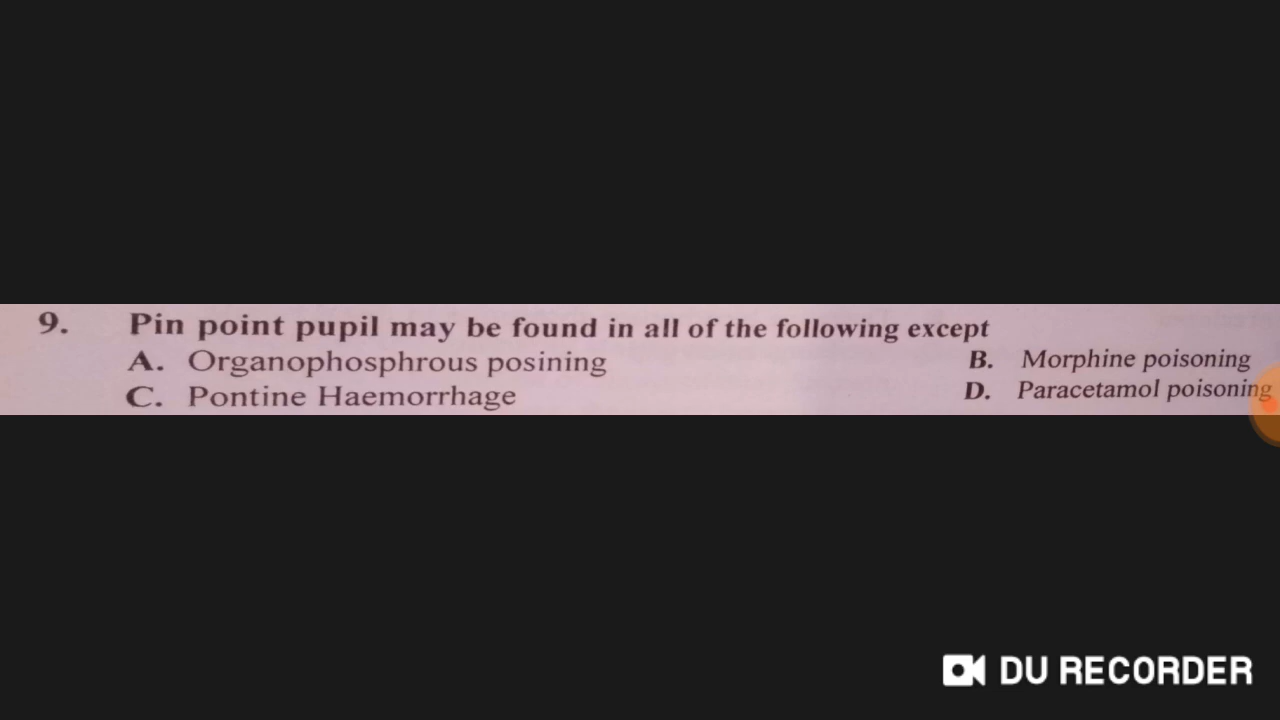 9. Pin point pupil may be found in all of the following except
A. Organophosphrous posining B. Morphine poisoning
C. Pontine Haemorrhage D. Paracetamol poisoning
DU RECORDER